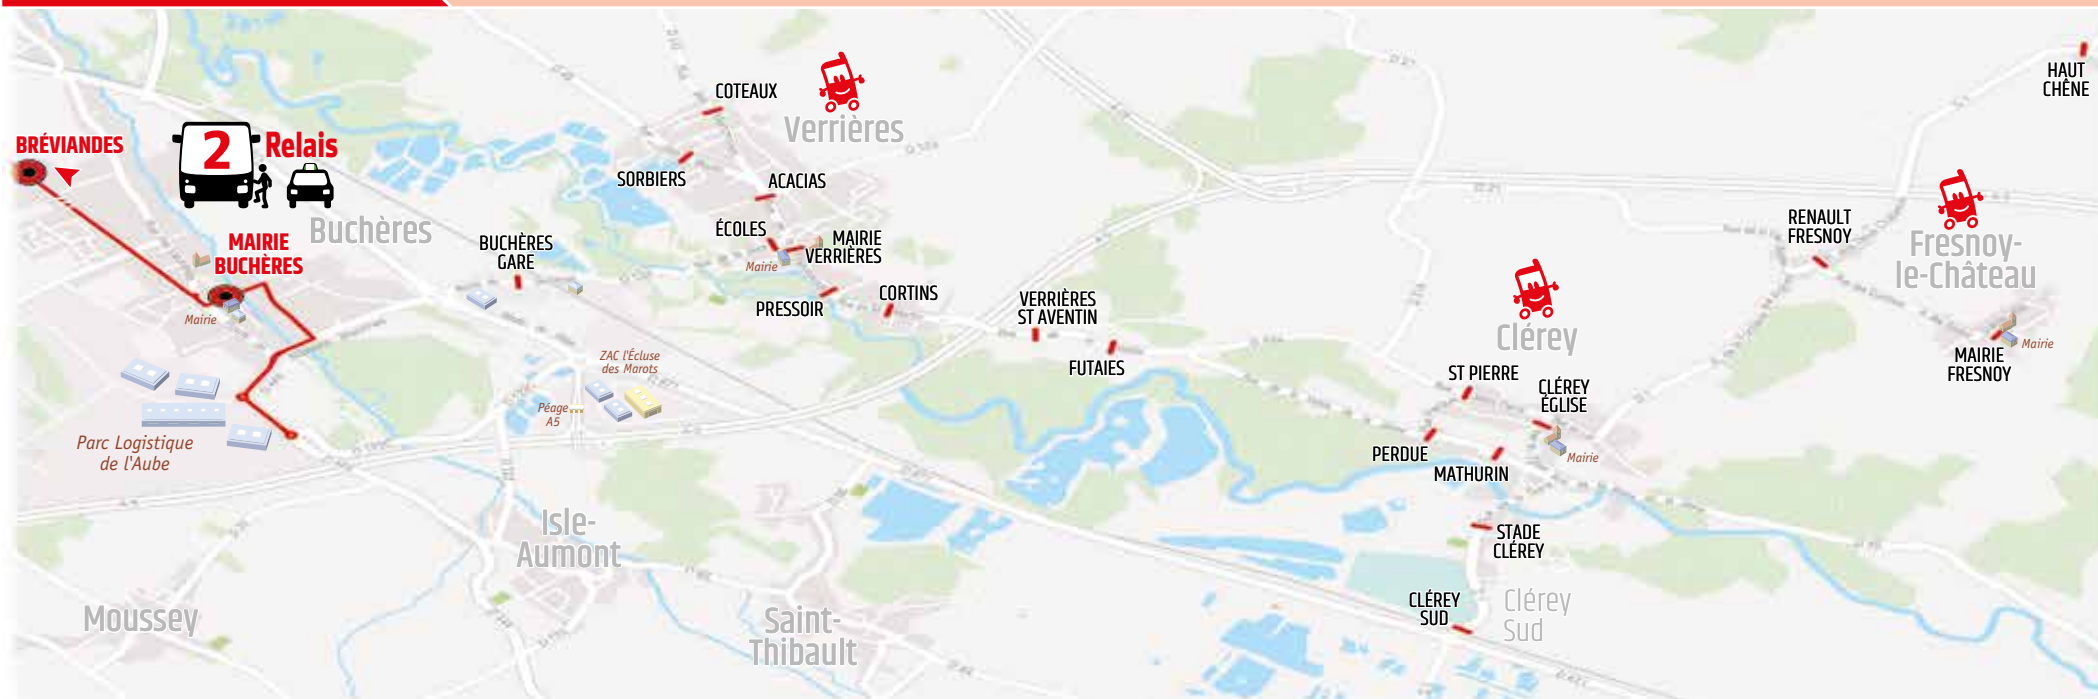 BRÉVIANDES
2
Relais
Buchères
MAIRIE
BUCHÈRES
Mairie
Parc Logistique
de l'Aube
Moussey
BUCHÈRES
GARE
ZAC l'Écluse
des Marots
Péage
A5
Isle-
Aumont
Saint-
Thibault
COTEAUX
Verrières
SORBIERS
ACACIAS
ÉCOLES
MAIRIE
VERRIÈRES
Mairie
PRESSOIR
CORTINS
VERRIÈRES
ST AVENTIN
FUTAIES
Clérey
ST PIERRE
CLÉREY
ÉGLISE
Mairie
PERDUE
MATHURIN
STADE
CLÉREY
CLÉREY
SUD
Clérey
Sud
RENAULT
FRESNOY
Fresnoy-
le-Château
MAIRIE
FRESNOY
Mairie
HAUT
CHÊNE